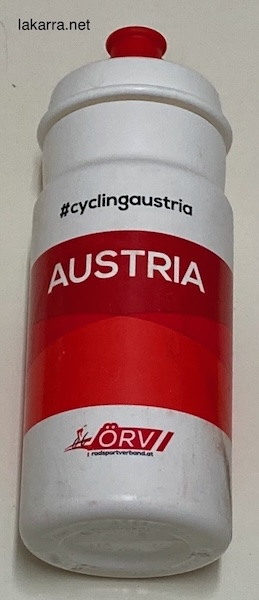 lakarra.net
#cyclingaustria
AUSTRIA
ÖRV
radsportverband.at